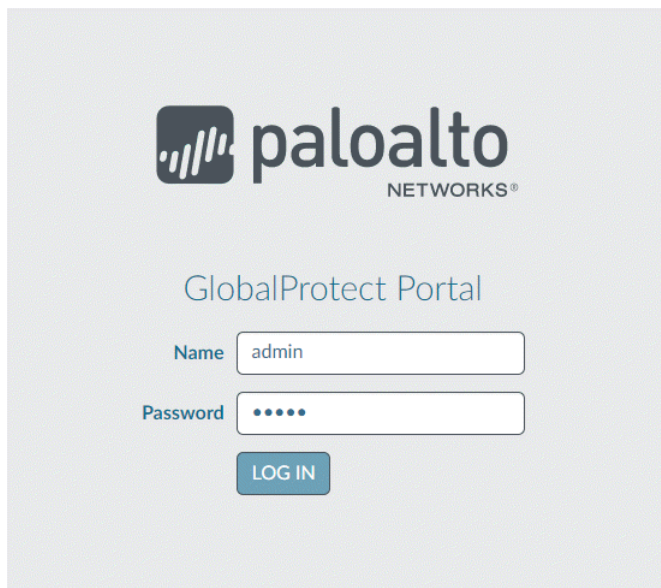 paloalto
NETWORKS®
GlobalProtect Portal
Name admin
Password •••••
LOG IN